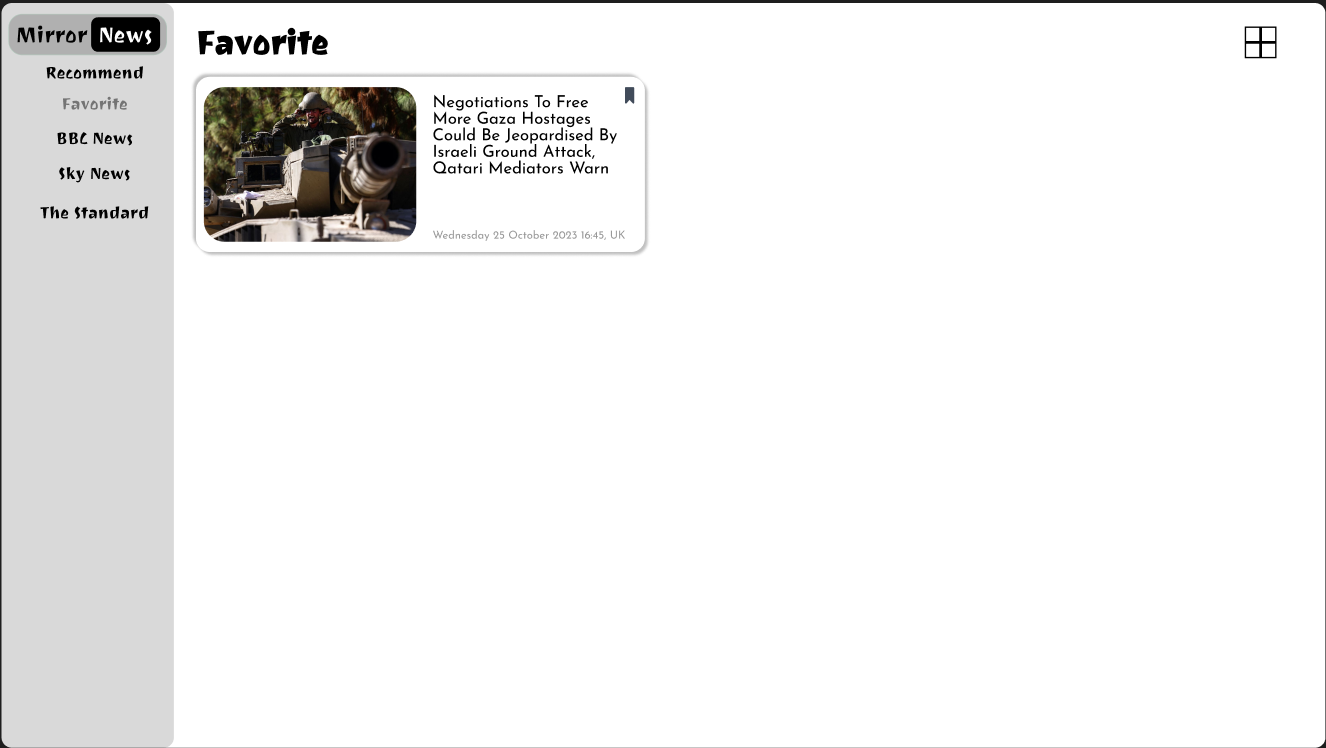 Mirror News
Recommend
Favorite
BBC News
Sky News
The Standard
Favorite
Negotiations To Free
More Gaza Hostages
Could Be Jeopardised By
Israeli Ground Attack,
Qatari Mediators Warn
Wednesday 25 October 2023 16:45, UK